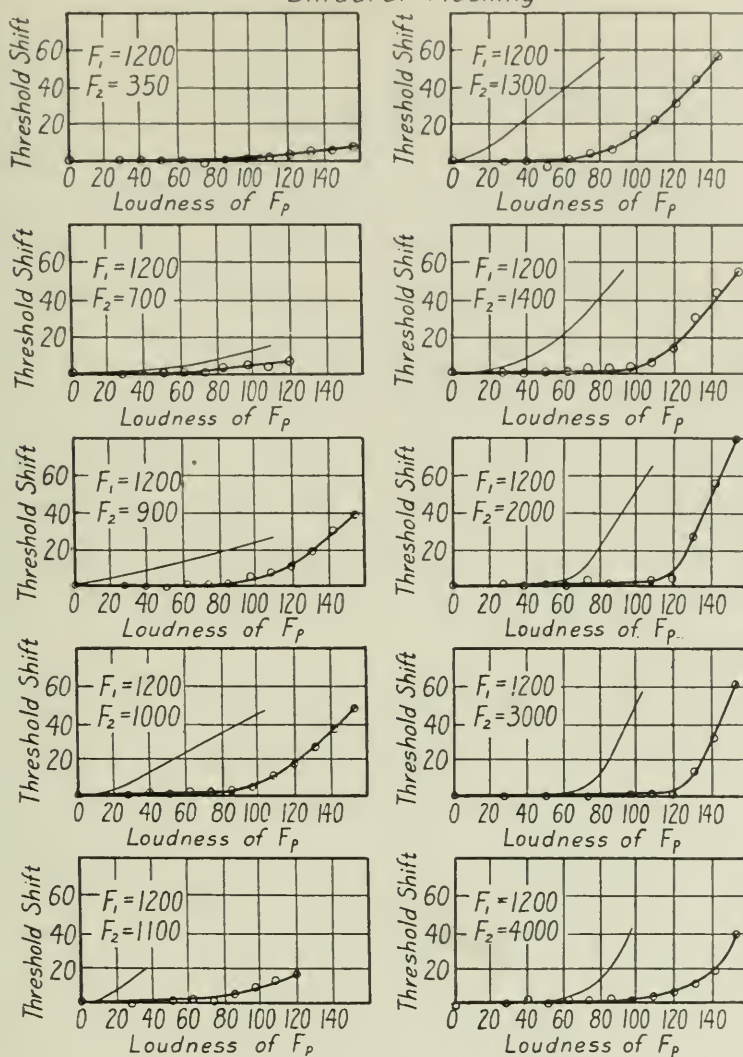 Binaural Masking
Threshold Shift
60
40
20
F₁=1200
F₂=350
0 20 40 60 80 100 120 140
Loudness of Fₚ
Threshold Shift
60
40
20
F₁=1200
F₂=1300
0 20 40 60 80 100 120 140
Loudness of Fₚ
Threshold Shift
60
40
20
F₁=1200
F₂=700
0 20 40 60 80 100 120 140
Loudness of Fₚ
Threshold Shift
60
40
20
F₁=1200
F₂=1400
0 20 40 60 80 100 120 140
Loudness of Fₚ
Threshold Shift
60
40
20
F₁=1200
F₂=900
0 20 40 60 80 100 120 140
Loudness of Fₚ
Threshold Shift
60
40
20
F₁=1200
F₂=2000
0 20 40 60 80 100 120 140
Loudness of Fₚ
Threshold Shift
60
40
20
F₁=1200
F₂=1000
0 20 40 60 80 100 120 140
Loudness of Fₚ
Threshold Shift
60
40
20
F₁=1200
F₂=3000
0 20 40 60 80 100 120 140
Loudness of Fₚ
Threshold Shift
60
40
20
F₁=1200
F₂=1100
0 20 40 60 80 100 120 140
Loudness of Fₚ
Threshold Shift
60
40
20
F₁=1200
F₂=4000
0 20 40 60 80 100 120 140
Loudness of Fₚ